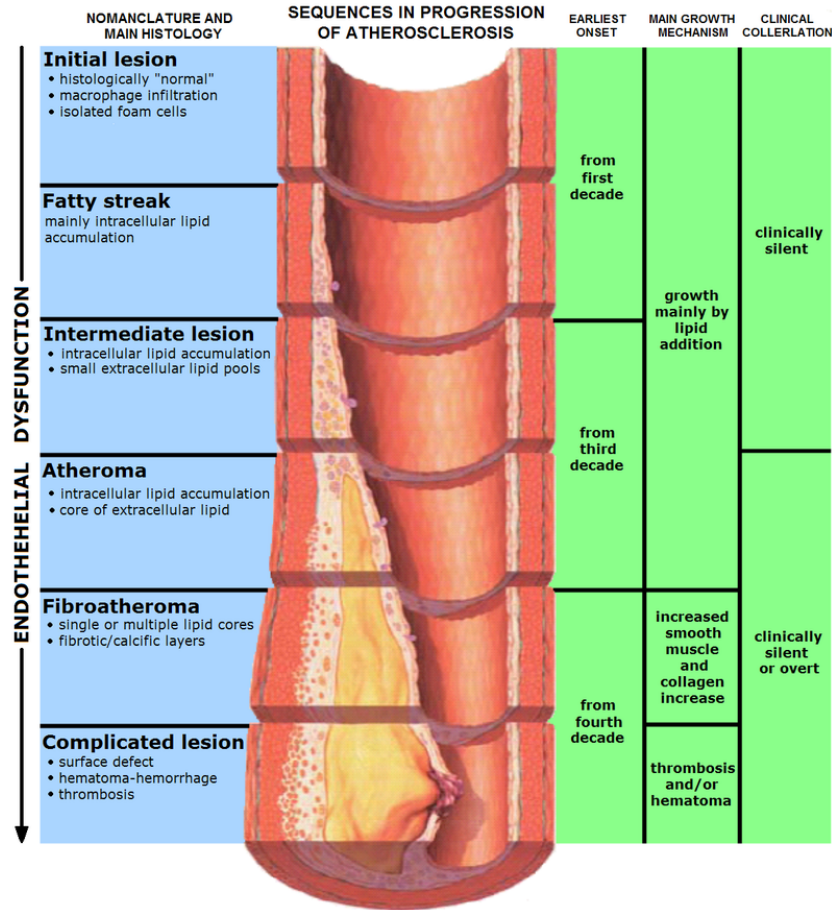 NOMANCLATURE AND
MAIN HISTOLOGY
SEQUENCES IN PROGRESSION
OF ATHEROSCLEROSIS
EARLIEST
ONSET
MAIN GROWTH
MECHANISM
CLINICAL
COLLERLATION
Initial lesion
• histologically "normal"
• macrophage infiltration
• isolated foam cells
Fatty streak
mainly intracellular lipid
accumulation
Intermediate lesion
• intracellular lipid accumulation
• small extracellular lipid pools
Atheroma
• intracellular lipid accumulation
• core of extracellular lipid
Fibroatheroma
• single or multiple lipid cores
• fibrotic/calcific layers
Complicated lesion
• surface defect
• hematoma-hemorrhage
• thrombosis
ENDOTHEHELIAL DYSFUNCTION
from
first
decade
from
third
decade
from
fourth
decade
growth
mainly by
lipid
addition
increased
smooth
muscle
and
collagen
increase
thrombosis
and/or
hematoma
clinically
silent
clinically
silent
or overt